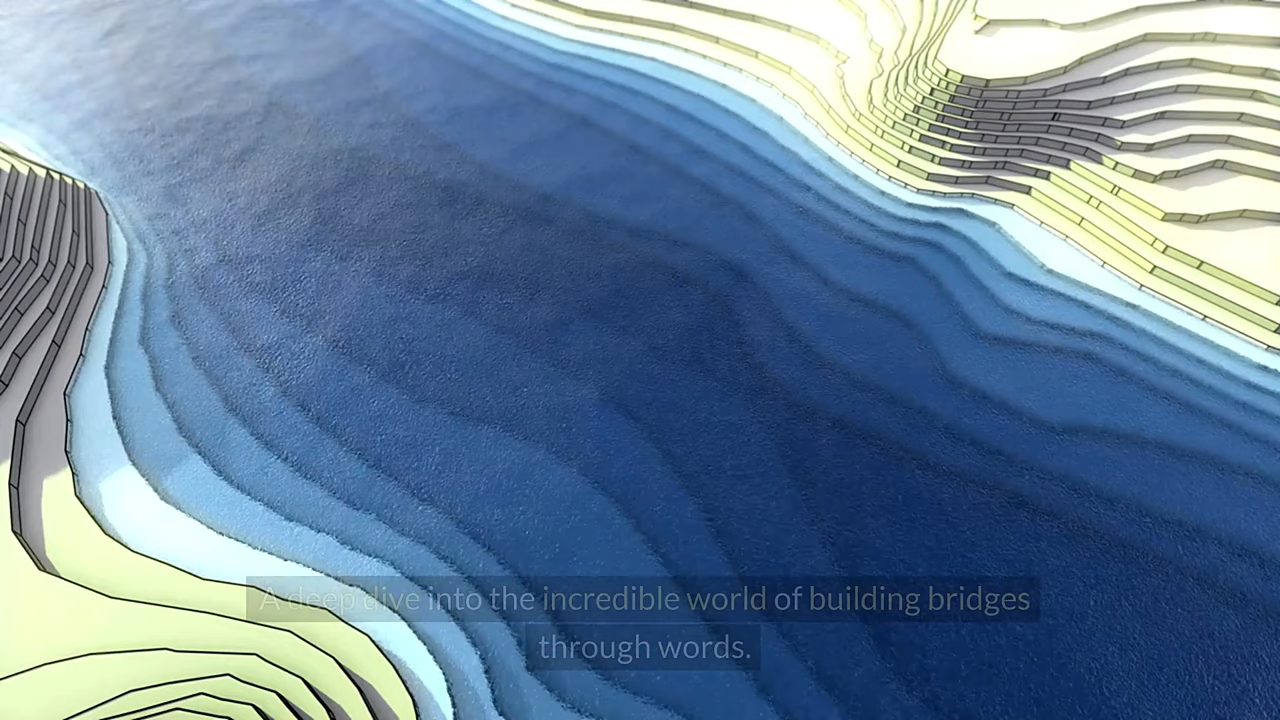 A deep dive into the incredible world of building bridges
through words.